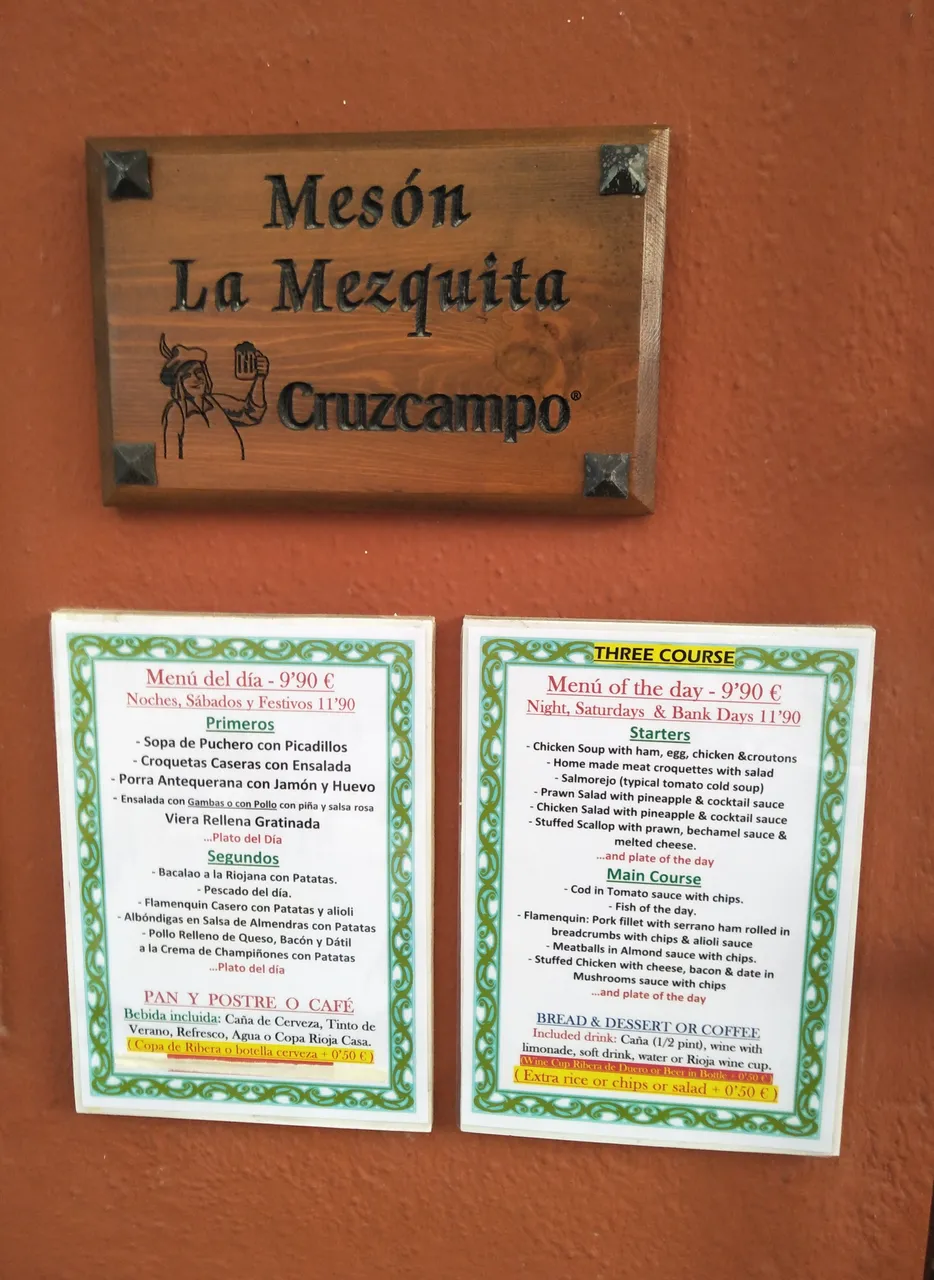 Mesón
La Mezquita
Cruzcampo®
Menú del día - 9'90 €
Noches, Sábados y Festivos 11'90
Primeros
- Sopa de Puchero con Picadillos
- Croquetas Caseras con Ensalada
- Porra Antequerana con Jamón y Huevo
- Ensalada con Gambas o con Pollo con piña y salsa rosa
Viera Rellena Gratinada
...Plato del Día
Segundos
- Bacalao a la Riojana con Patatas.
- Pescado del día.
- Flamenquin Casero con Patatas y alioli
- Albóndigas en Salsa de Almendras con Patatas
- Pollo Relleno de Queso, Bacón y Dátil
a la Crema de Champiñones con Patatas
...Plato del día
PAN Y POSTRE O CAFÉ
Bebida incluida: Caña de Cerveza, Tinto de
Verano, Refresco, Agua o Copa Rioja Casa.
( Copa de Ribera o botella cerveza + 0'50 € )
THREE COURSE
Menú of the day - 9'90 €
Night, Saturdays & Bank Days 11'90
Starters
- Chicken Soup with ham, egg, chicken &croutons
- Home made meat croquettes with salad
- Salmorejo (typical tomato cold soup)
- Prawn Salad with pineapple & cocktail sauce
- Chicken Salad with pineapple & cocktail sauce
- Stuffed Scallop with prawn, bechamel sauce &
melted cheese.
...and plate of the day
Main Course
- Cod in Tomato sauce with chips.
- Fish of the day.
- Flamenquin: Pork fillet with serrano ham rolled in
breadcrumbs with chips & alioli sauce
- Meatballs in Almond sauce with chips.
- Stuffed Chicken with cheese, bacon & date in
Mushrooms sauce with chips
...and plate of the day
BREAD & DESSERT OR COFFEE
Included drink: Caña (1/2 pint), wine with
limonade, soft drink, water or Rioja wine cup.
(Wine Cup Ribera de Duero or Beer in Bottle + 0'50 € )
( Extra rice or chips or salad + 0'50 € )